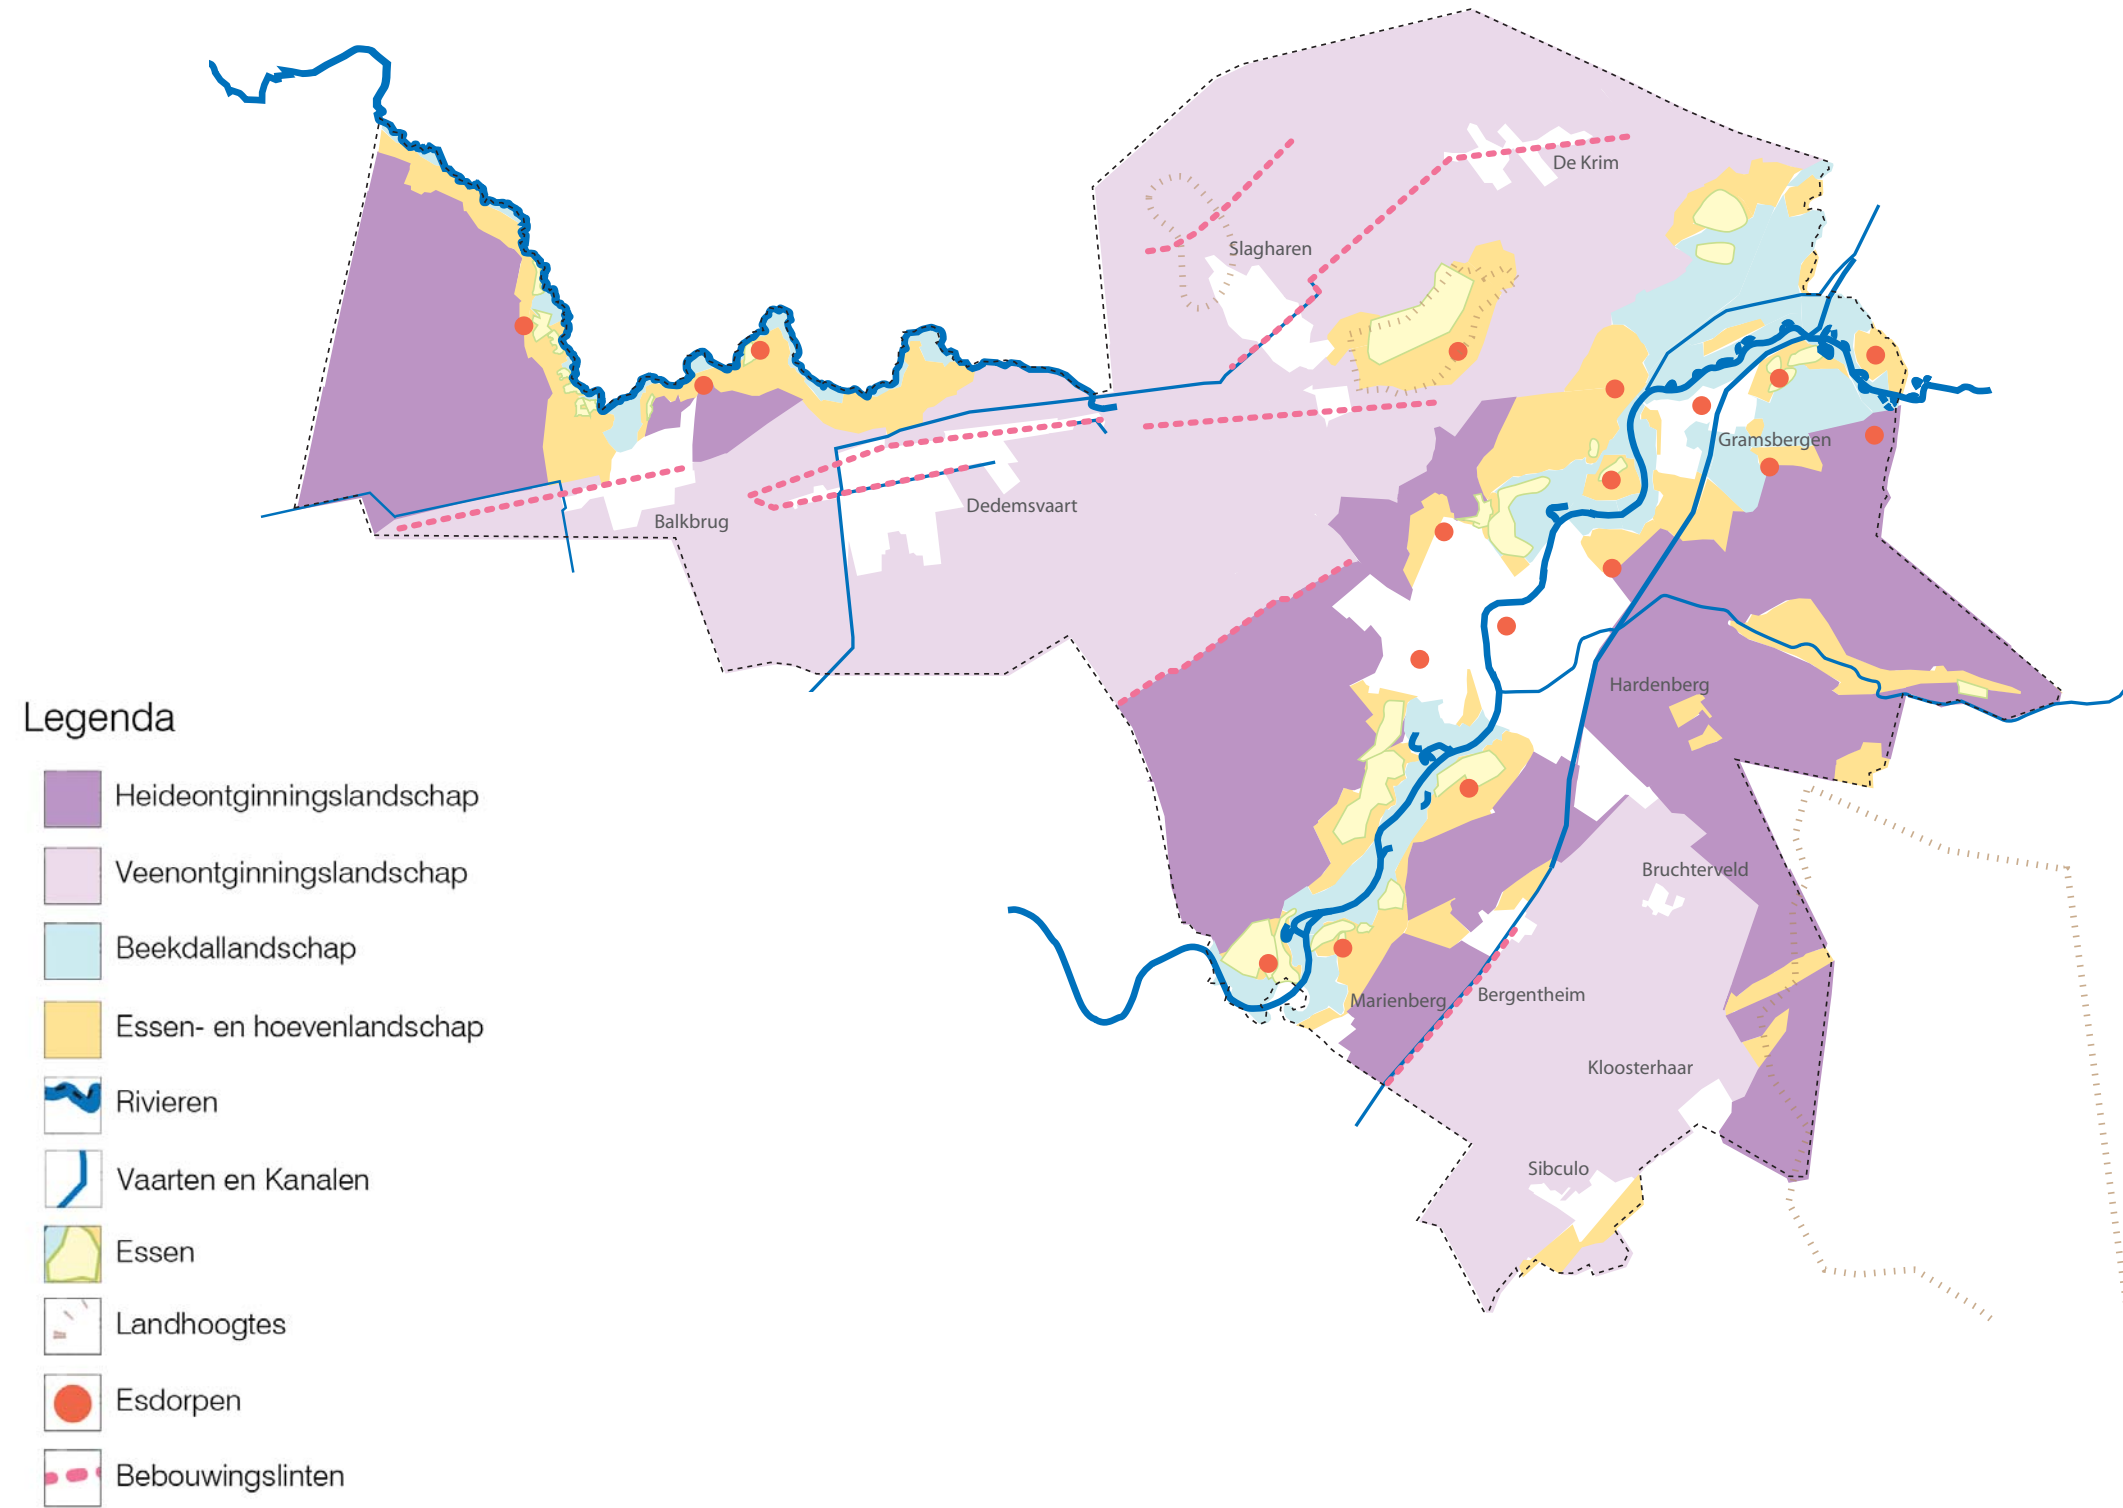 De Krim
Slagharen
Gramsbergen
Dedemsvaart
Balkbrug
Hardenberg
Legenda
Heideontginningslandschap
Veenontginningslandschap
Bruchterveld
Beekdallandschap
Marienberg
Bergentheim
Essen- en hoevenlandschap
Kloosterhaar
Rivieren
Sibculo
Vaarten en Kanalen
Essen
Landhoogtes
Esdorpen
Bebouwingslinten